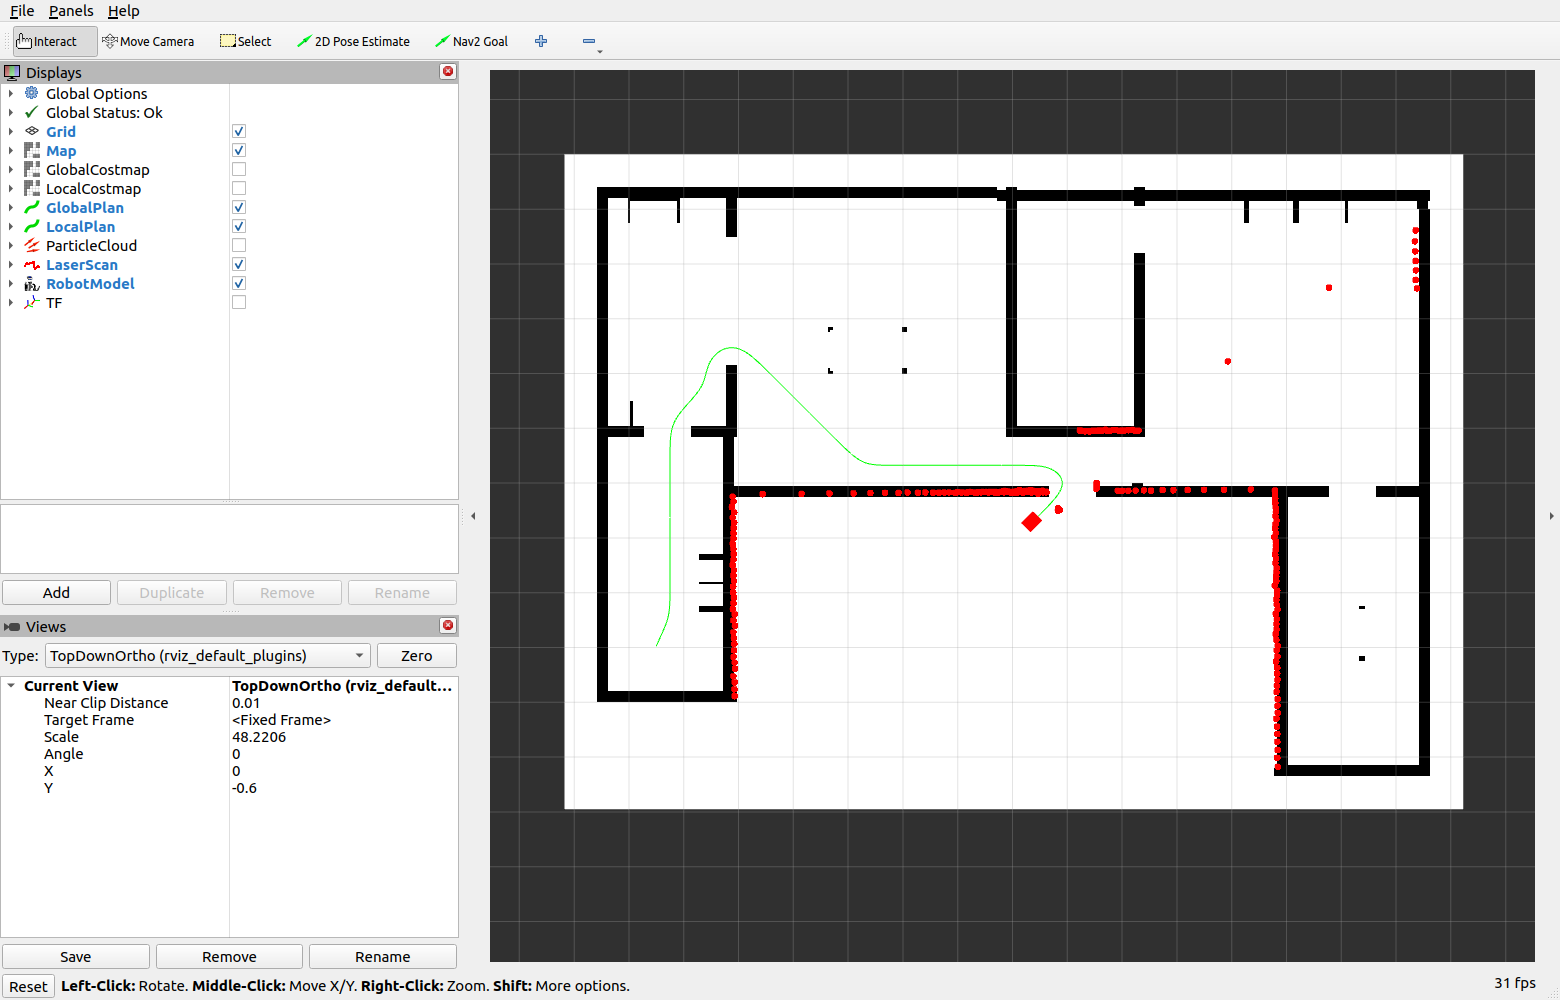 File Panels Help
Interact Move Camera Select 2D Pose Estimate Nav2 Goal
Displays
Global Options
Global Status: Ok
Grid
Map
GlobalCostmap
LocalCostmap
GlobalPlan
LocalPlan
ParticleCloud
LaserScan
RobotModel
TF
Add Duplicate Remove Rename
Views
Type: TopDownOrtho (rviz_default_plugins) Zero
Current View TopDownOrtho (rviz_default...
Near Clip Distance 0.01
Target Frame <Fixed Frame>
Scale 48.2206
Angle 0
X 0
Y -0.6
Save Remove Rename
Reset Left-Click: Rotate. Middle-Click: Move X/Y. Right-Click: Zoom. Shift: More options. 31 fps